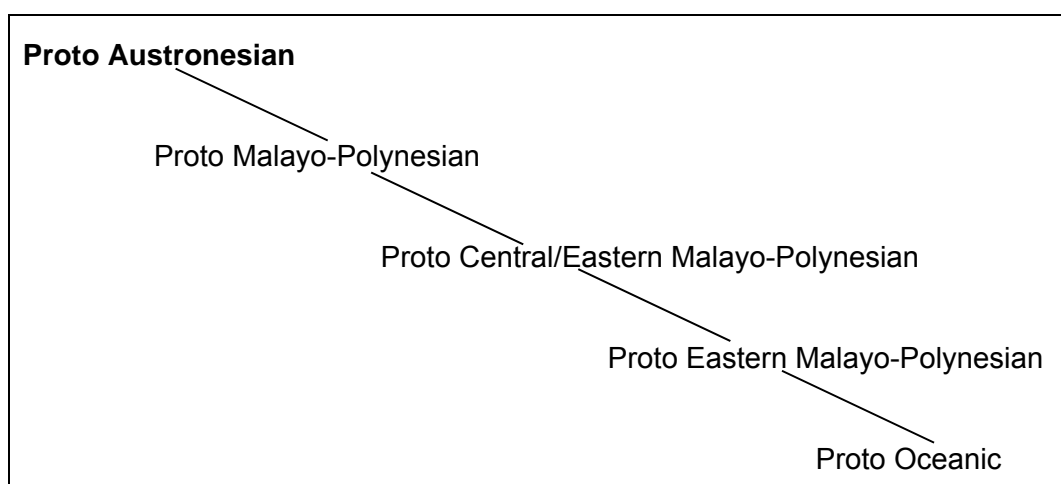 Proto Austronesian
Proto Malayo-Polynesian
Proto Central/Eastern Malayo-Polynesian
Proto Eastern Malayo-Polynesian
Proto Oceanic